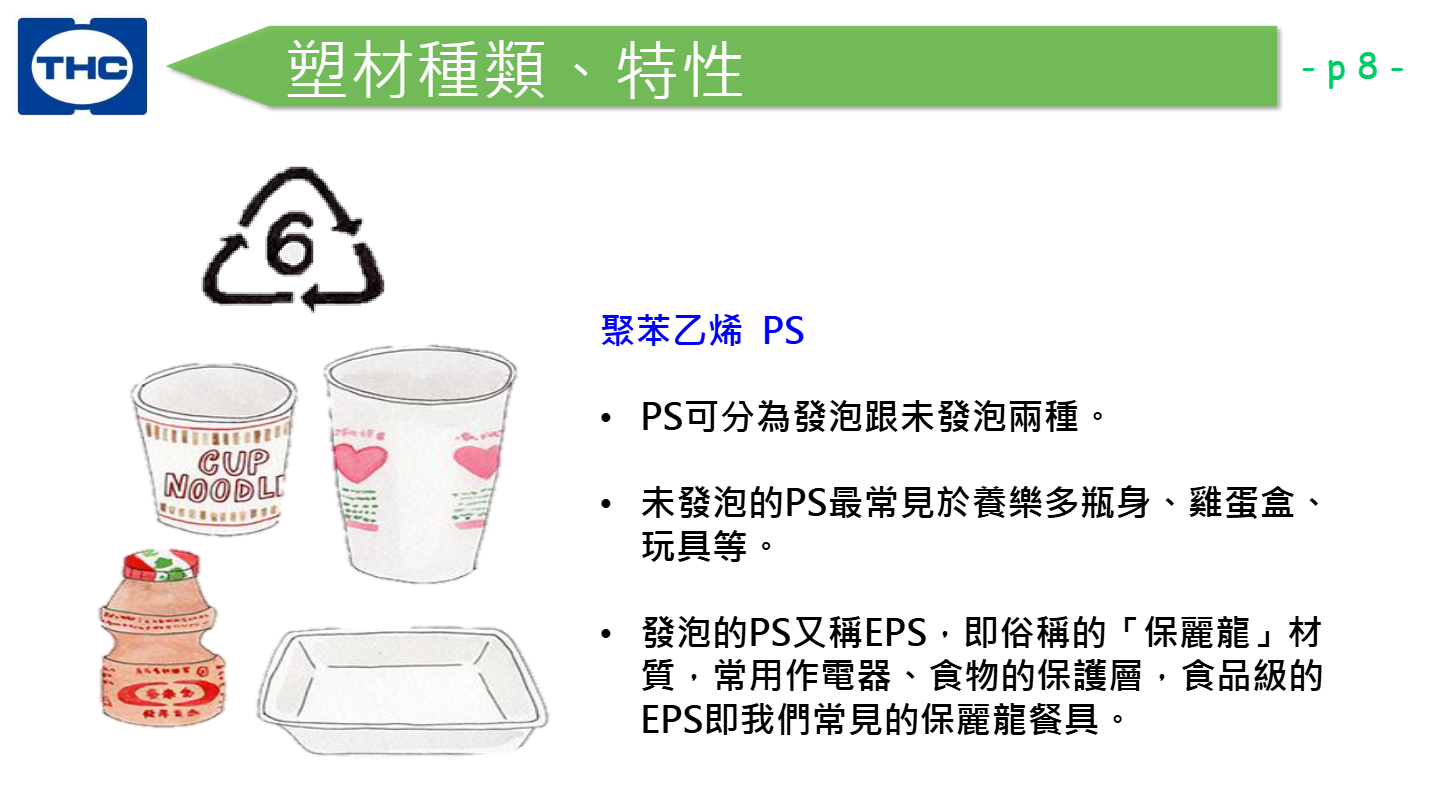 THC
塑材種類、特性
- p 8 -
6
聚苯乙烯 PS
• PS可分為發泡跟未發泡兩種。
• 未發泡的PS最常見於養樂多瓶身、雞蛋盒、
玩具等。
• 發泡的PS又稱EPS，即俗稱的「保麗龍」材
質，常用作電器、食物的保護層，食品級的
EPS即我們常見的保麗龍餐具。
CUP
NOODLE